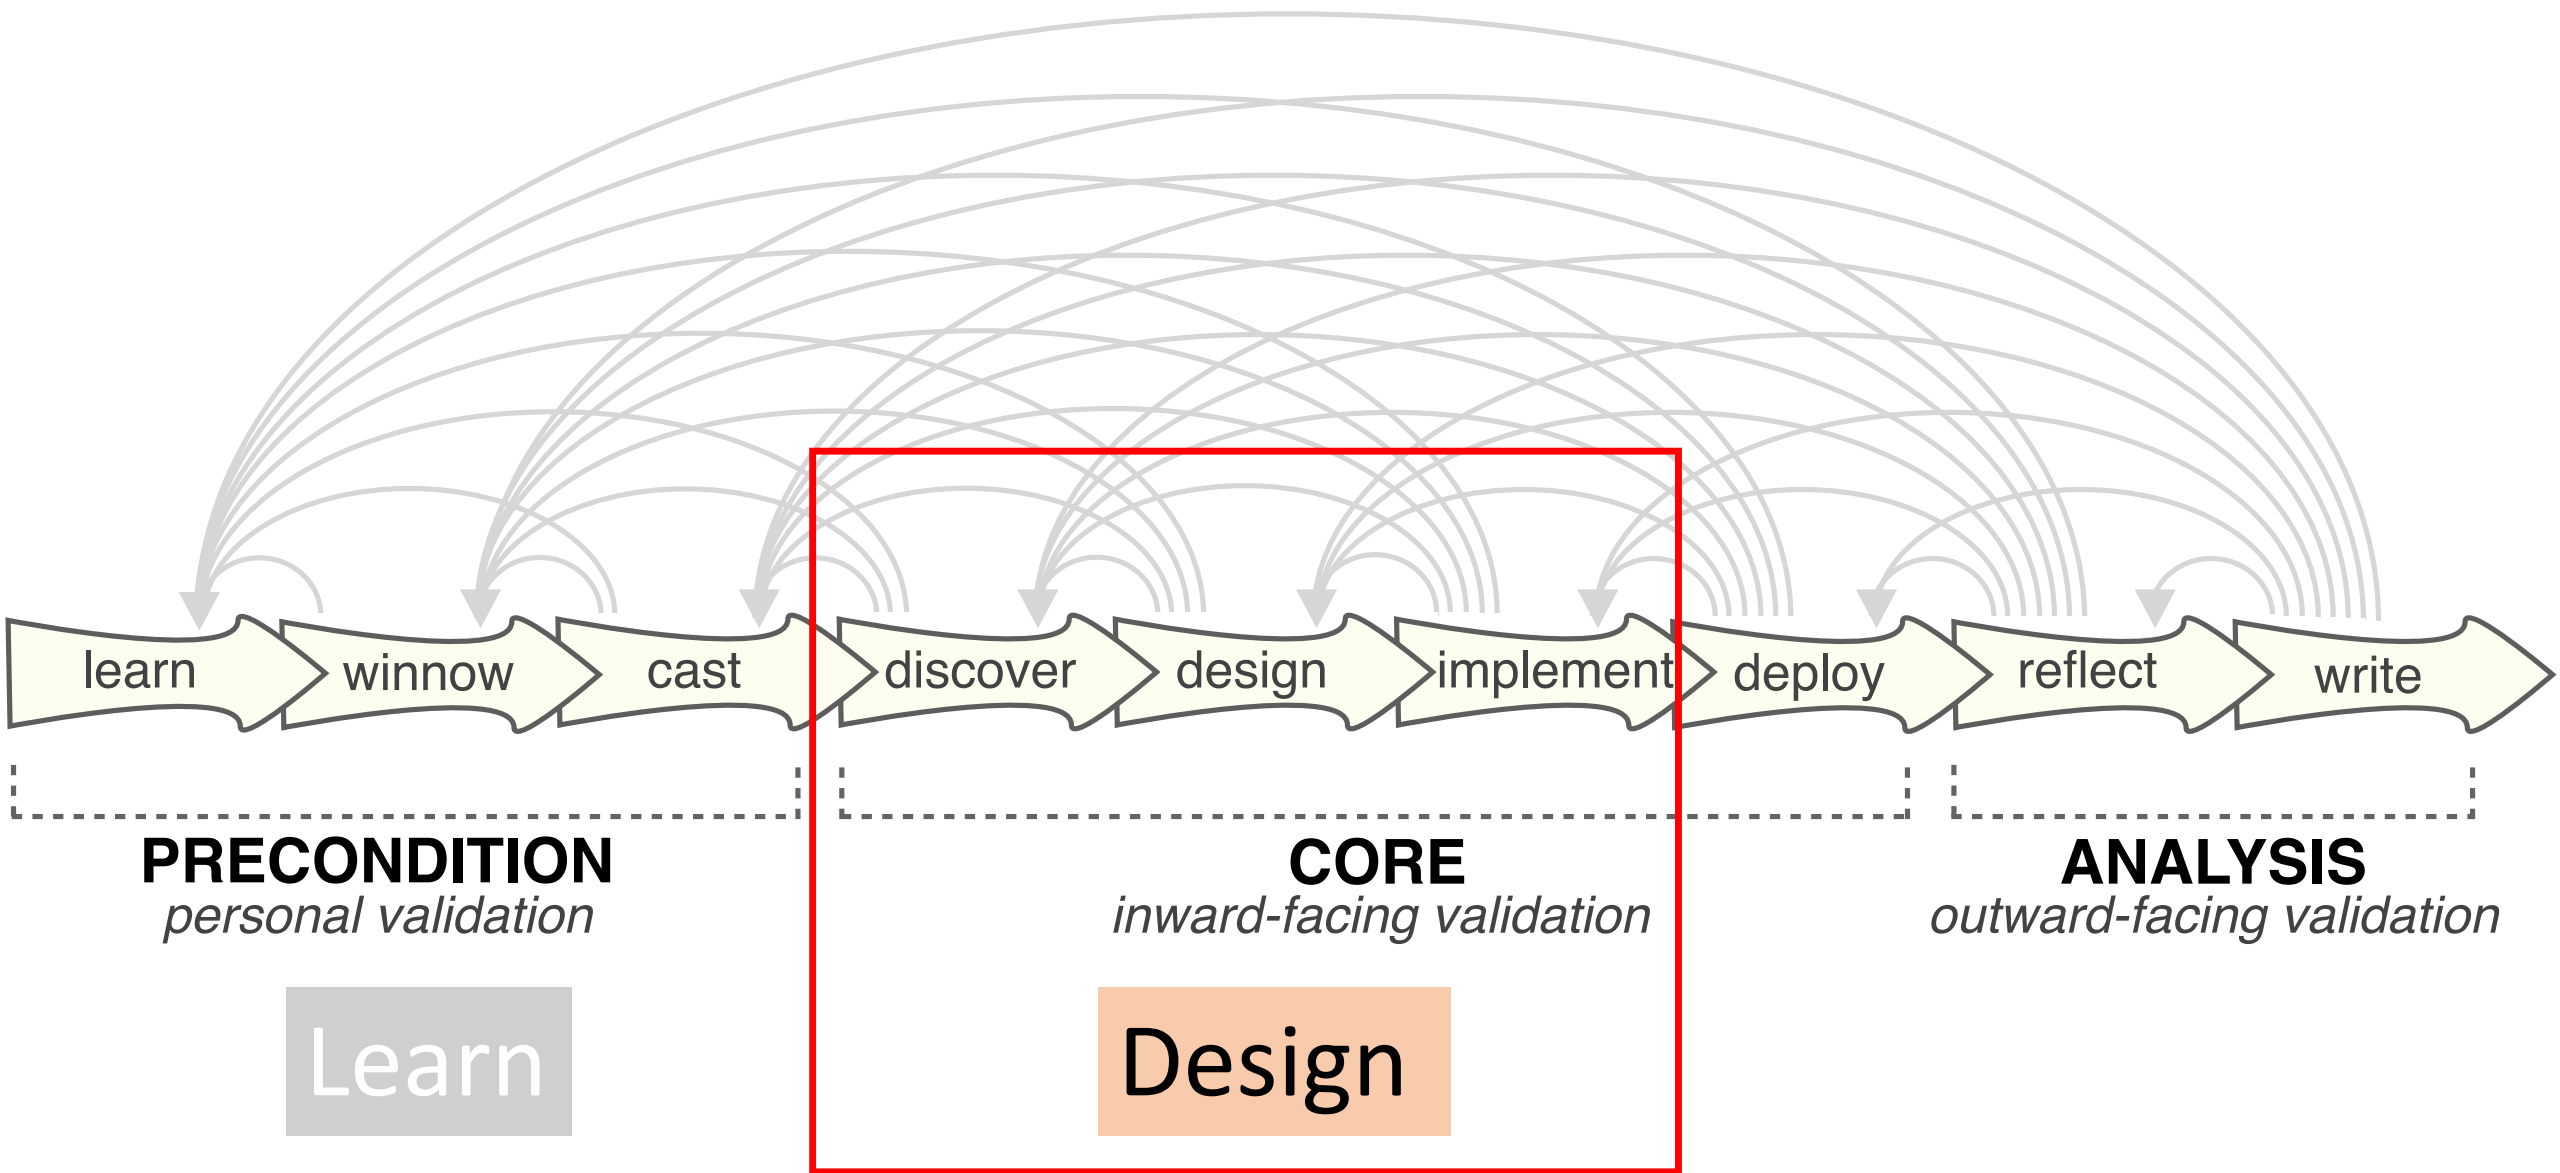 learn
winnow
cast
discover
design
implement
deploy
reflect
write
PRECONDITION
personal validation
CORE
inward-facing validation
ANALYSIS
outward-facing validation
Learn
Design